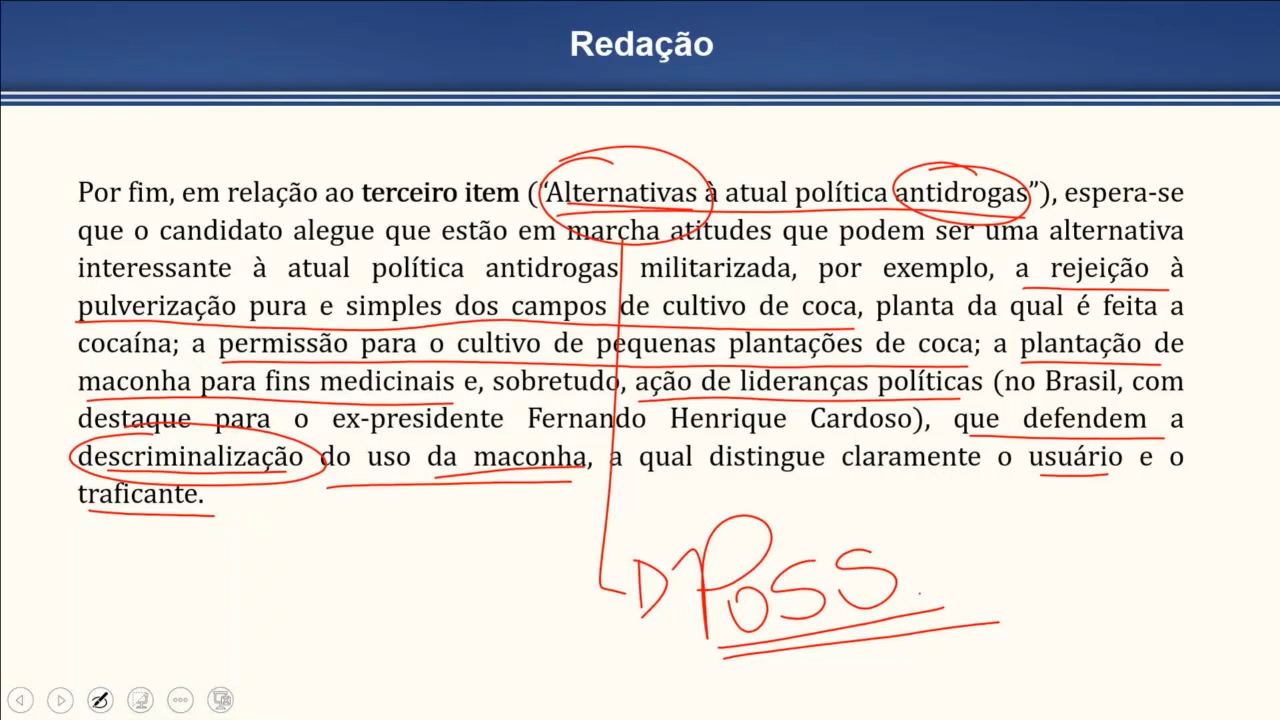 Redação
Por fim, em relação ao terceiro item (“Alternativas à atual política antidrogas”), espera-se
que o candidato alegue que estão em marcha atitudes que podem ser uma alternativa
interessante à atual política antidrogas militarizada, por exemplo, a rejeição à
pulverização pura e simples dos campos de cultivo de coca, planta da qual é feita a
cocaína; a permissão para o cultivo de pequenas plantações de coca; a plantação de
maconha para fins medicinais e, sobretudo, ação de lideranças políticas (no Brasil, com
destaque para o ex-presidente Fernando Henrique Cardoso), que defendem a
descriminalização do uso da maconha, a qual distingue claramente o usuário e o
traficante.
Poss